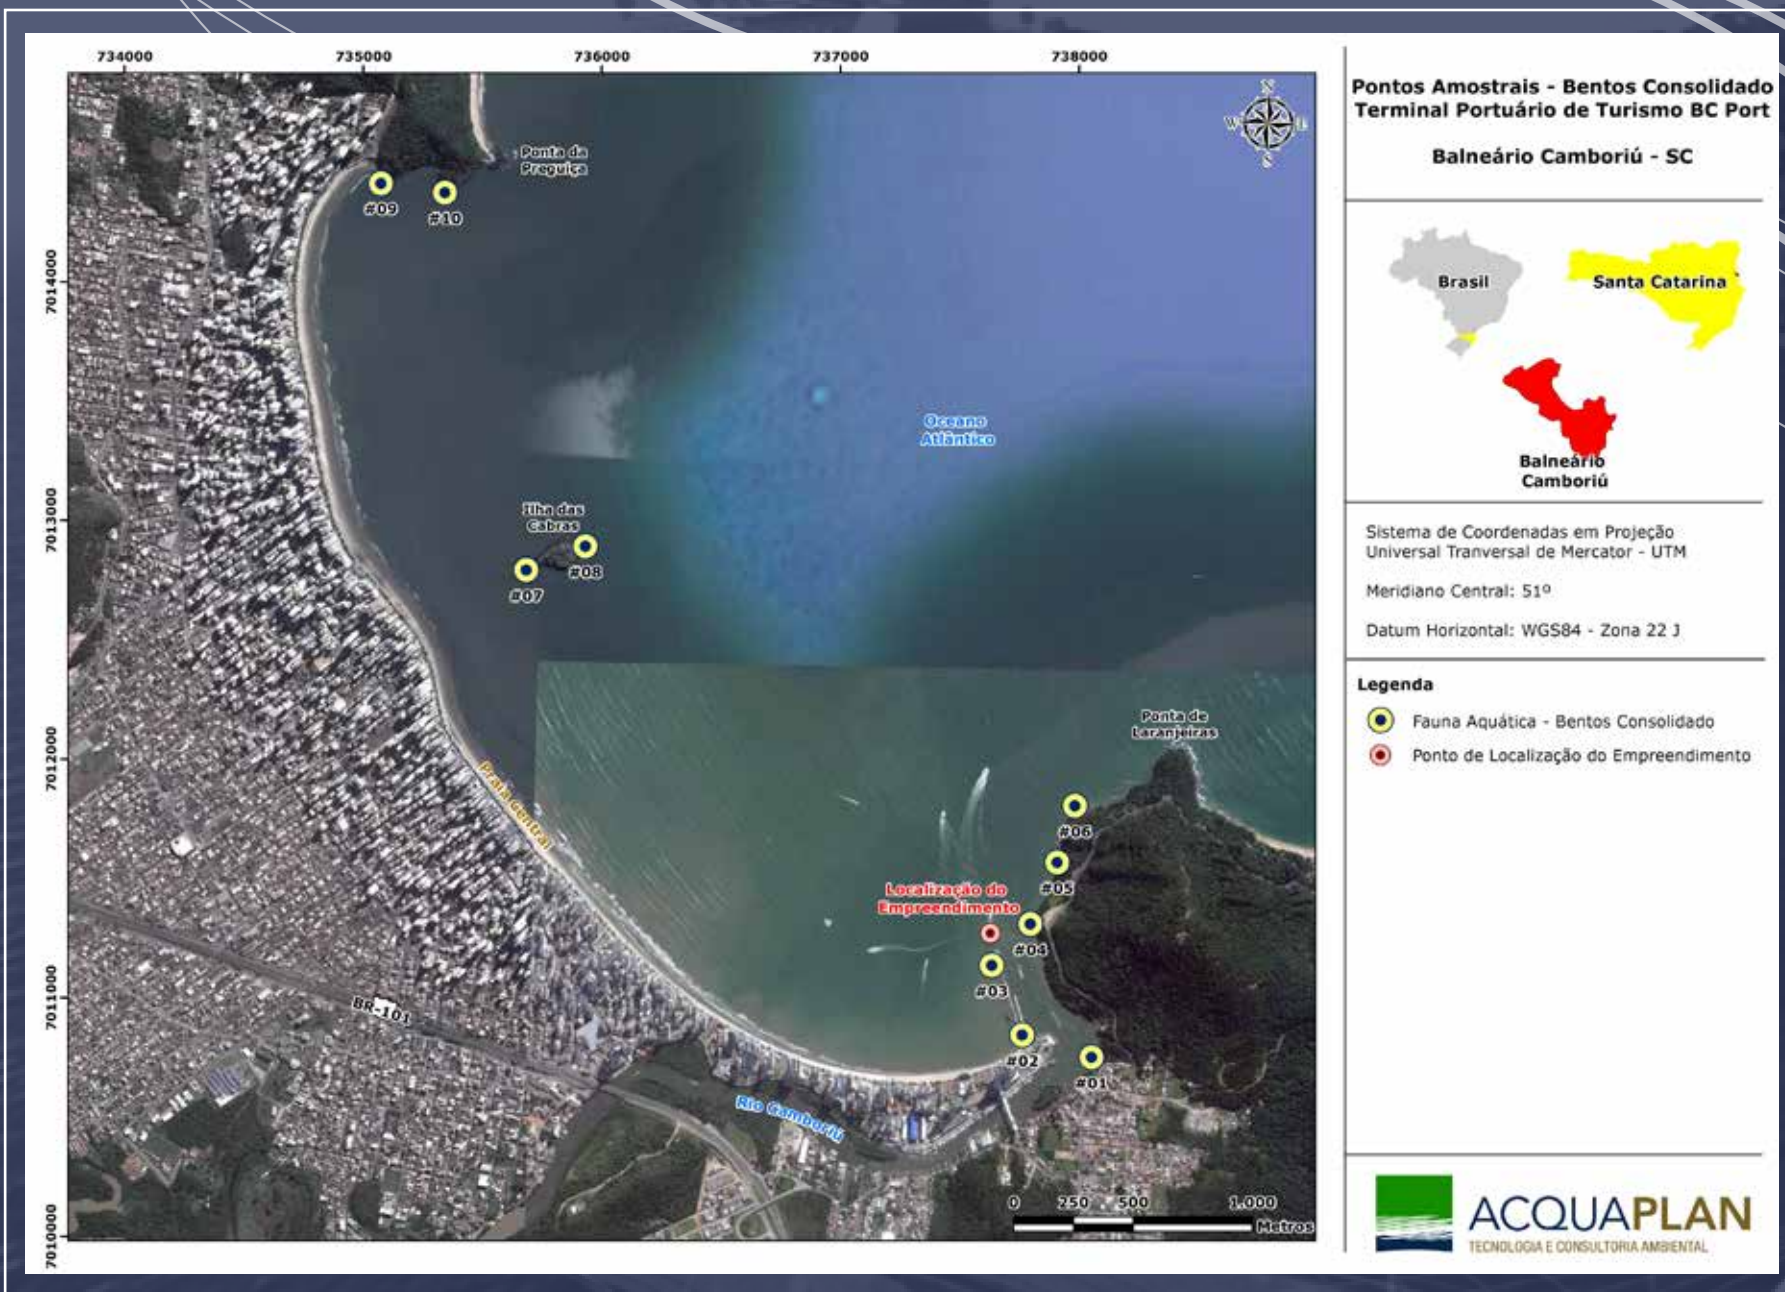 734000
735000
736000
737000
738000
7014000
7013000
7012000
7011000
7010000
N
W
L
S
Ponta da
Preguiça
#09
#10
Oceano
Atlântico
Ilha das
Cabras
#08
#07
Ponta de
Laranjeiras
Praia Central
#06
#05
Localização do
Empreendimento
#04
#03
#02
#01
BR-101
Rio Camboriú
0 250 500 1.000
Metros
Pontos Amostrais - Bentos Consolidado
Terminal Portuário de Turismo BC Port
Balneário Camboriú - SC
Brasil
Santa Catarina
Balneário
Camboriú
Sistema de Coordenadas em Projeção
Universal Tranversal de Mercator - UTM
Meridiano Central: 51º
Datum Horizontal: WGS84 - Zona 22 J
Legenda
Fauna Aquática - Bentos Consolidado
Ponto de Localização do Empreendimento
ACQUAPLAN
TECNOLOGIA E CONSULTORIA AMBIENTAL